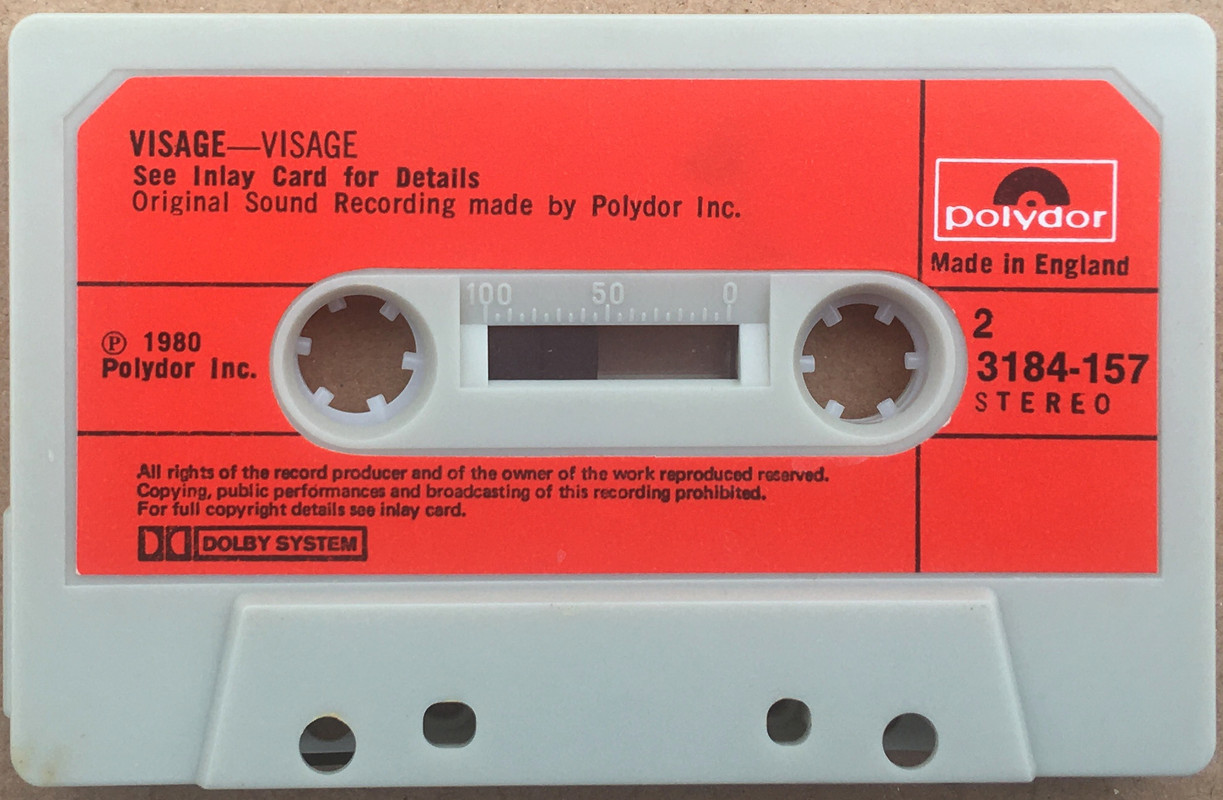 VISAGE—VISAGE
See Inlay Card for Details
Original Sound Recording made by Polydor Inc.
polydor
Made in England
100 50 0
Ⓟ 1980
Polydor Inc.
2
3184-157
STEREO
All rights of the record producer and of the owner of the work reproduced reserved.
Copying, public performances and broadcasting of this recording prohibited.
For full copyright details see inlay card.
DOLBY SYSTEM